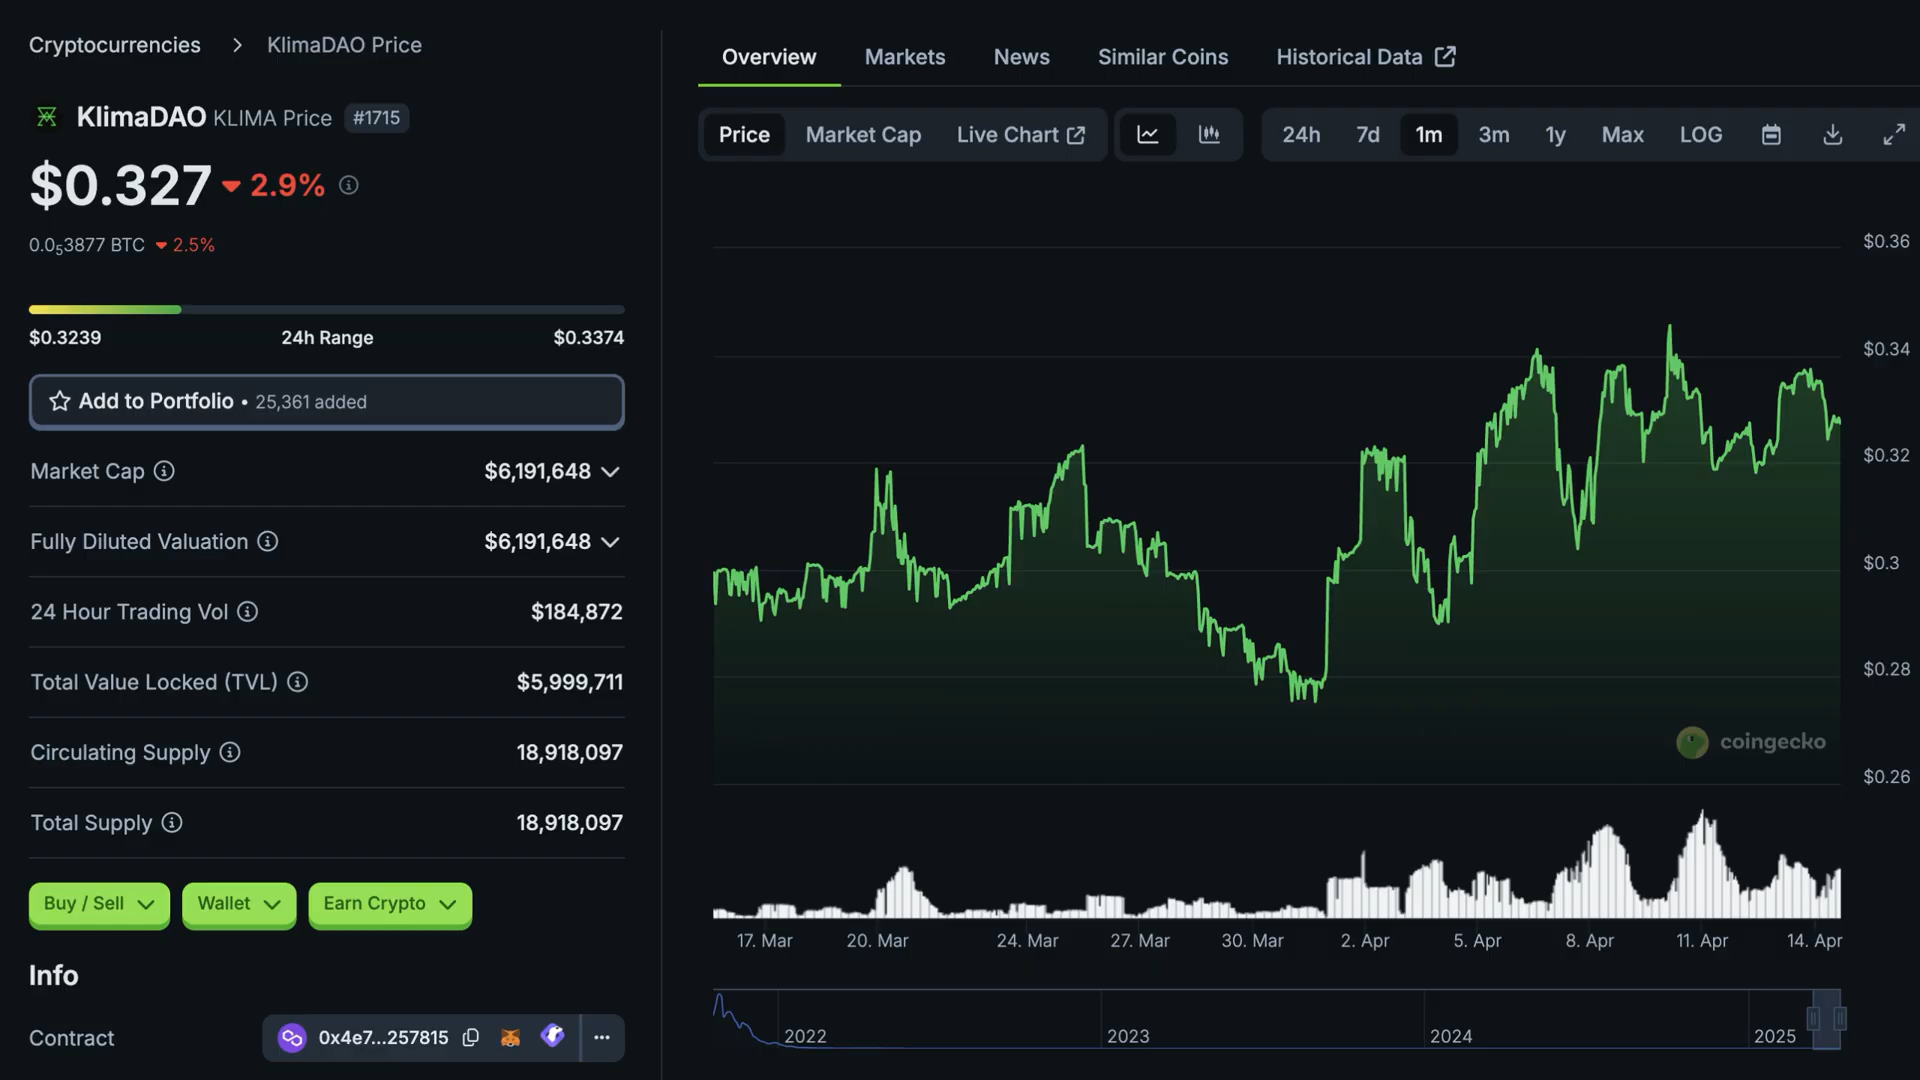 Cryptocurrencies > KlimaDAO Price
KlimaDAO KLIMA Price #1715
$0.327 2.9%
0.0₅3877 BTC 2.5%
$0.3239 24h Range $0.3374
Add to Portfolio • 25,361 added
Market Cap $6,191,648
Fully Diluted Valuation $6,191,648
24 Hour Trading Vol $184,872
Total Value Locked (TVL) $5,999,711
Circulating Supply 18,918,097
Total Supply 18,918,097
Buy / Sell Wallet Earn Crypto
Info
Contract 0x4e7...257815
Overview Markets News Similar Coins Historical Data
Price Market Cap Live Chart 24h 7d 1m 3m 1y Max LOG
$0.36
$0.34
$0.32
$0.3
$0.28
$0.26
coingecko
17. Mar 20. Mar 24. Mar 27. Mar 30. Mar 2. Apr 5. Apr 8. Apr 11. Apr 14. Apr
2022 2023 2024 2025